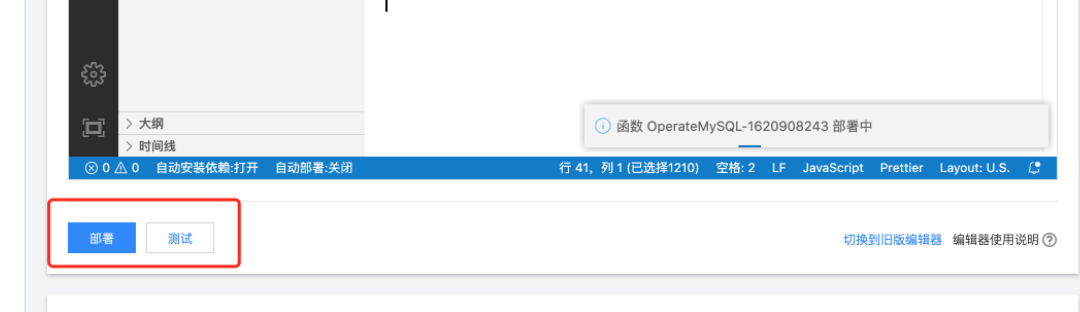 大纲
函数 OperateMySQL-1620908243 部署中
时间线
0 0 自动安装依赖:打开 自动部署:关闭 行 41, 列 1 (已选择1210) 空格: 2 LF JavaScript Prettier Layout: U.S.
部署 测试 切换到旧版编辑器 编辑器使用说明